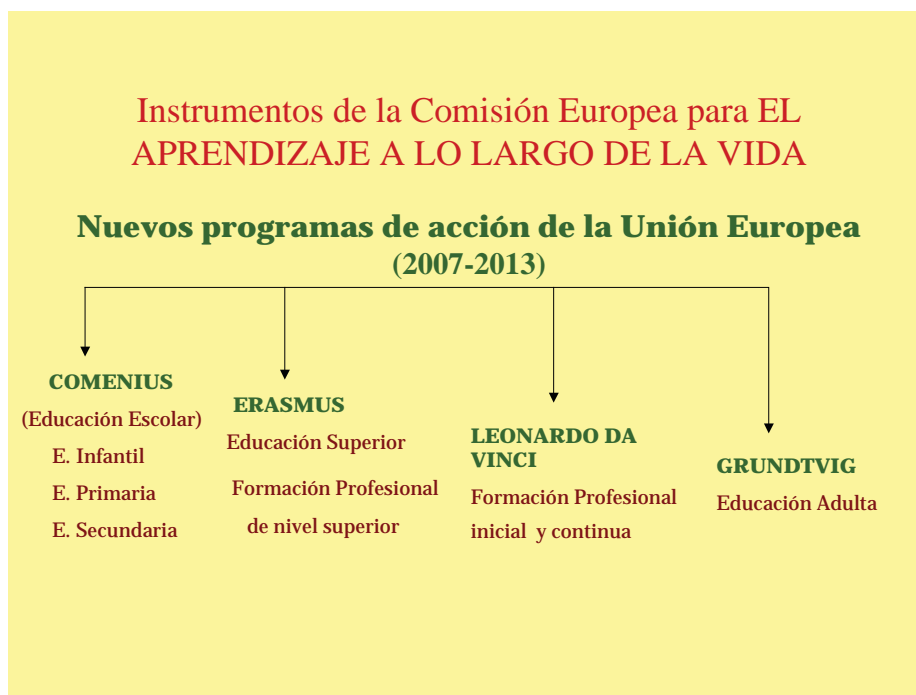 Instrumentos de la Comisión Europea para EL
APRENDIZAJE A LO LARGO DE LA VIDA
Nuevos programas de acción de la Unión Europea
(2007-2013)
COMENIUS
(Educación Escolar)
E. Infantil
E. Primaria
E. Secundaria
ERASMUS
Educación Superior
Formación Profesional
de nivel superior
LEONARDO DA
VINCI
Formación Profesional
inicial y continua
GRUNDTVIG
Educación Adulta